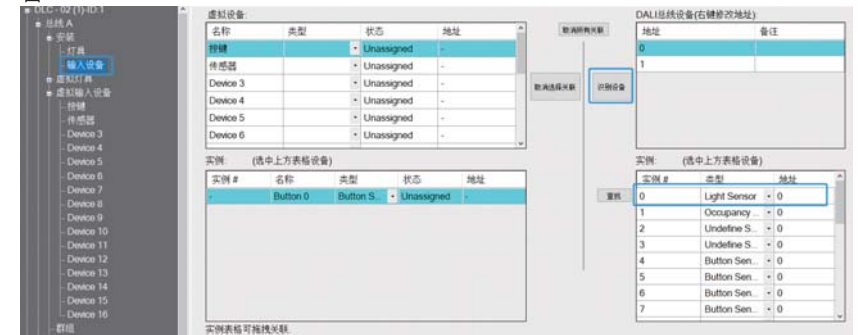 DLC - 02 (1)-ID:1
总线 A
安装
灯具
输入设备
虚拟灯具
虚拟输入设备
按键
传感器
Device 3
Device 4
Device 5
Device 6
Device 7
Device 8
Device 9
Device 10
Device 11
Device 12
Device 13
Device 14
Device 15
Device 16
群组
虚拟设备:
名称 类型 状态 地址
按键 Unassigned -
传感器 Unassigned -
Device 3 Unassigned -
Device 4 Unassigned -
Device 5 Unassigned -
Device 6 Unassigned -
实例: (选中上方表格设备)
实例 # 名称 类型 状态 地址
- Button 0 Button S... Unassigned -
实例表格可拖拽关联
取消所有关联
取消选择关联
识别设备
重载
DALI总线设备(右键修改地址):
地址 备注
0
1
实例: (选中上方表格设备)
实例 # 类型 地址
0 Light Sensor 0
1 Occupancy ... 0
2 Undefine S... 0
3 Undefine S... 0
4 Button Sen... 0
5 Button Sen... 0
6 Button Sen... 0
7 Button Sen... 0